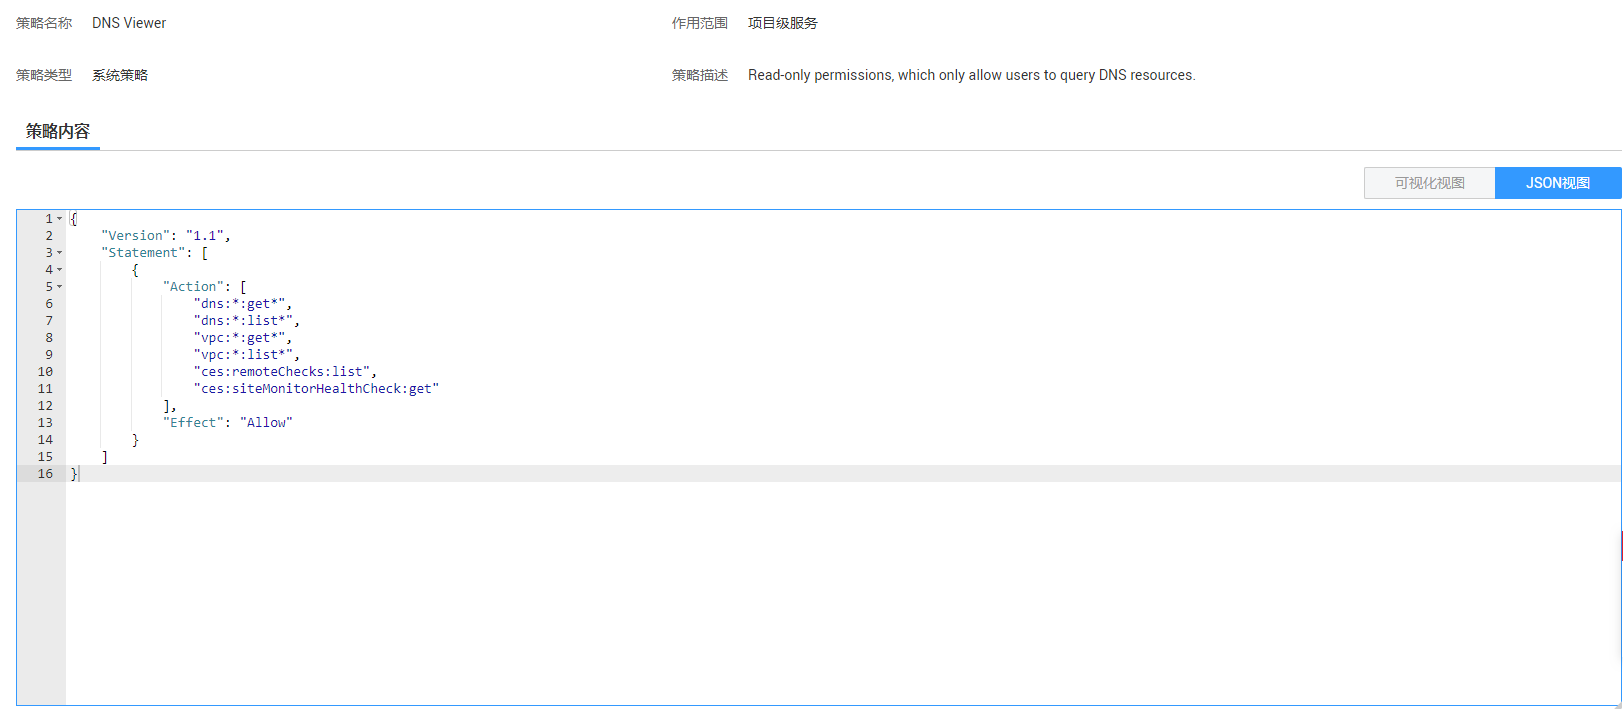 策略名称 DNS Viewer 作用范围 项目级服务
策略类型 系统策略 策略描述 Read-only permissions, which only allow users to query DNS resources.
策略内容
可视化视图 JSON视图
1 {
2 "Version": "1.1",
3 "Statement": [
4 {
5 "Action": [
6 "dns:*:get*",
7 "dns:*:list*",
8 "vpc:*:get*",
9 "vpc:*:list*",
10 "ces:remoteChecks:list",
11 "ces:siteMonitorHealthCheck:get"
12 ],
13 "Effect": "Allow"
14 }
15 ]
16 }